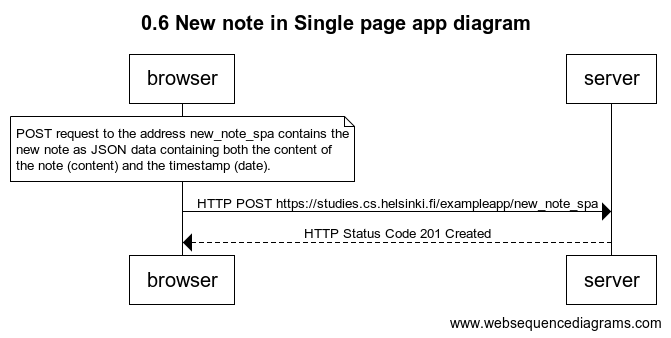 0.6 New note in Single page app diagram
browser
server
POST request to the address new_note_spa contains the
new note as JSON data containing both the content of
the note (content) and the timestamp (date).
HTTP POST https://studies.cs.helsinki.fi/exampleapp/new_note_spa
HTTP Status Code 201 Created
browser
server
www.websequencediagrams.com